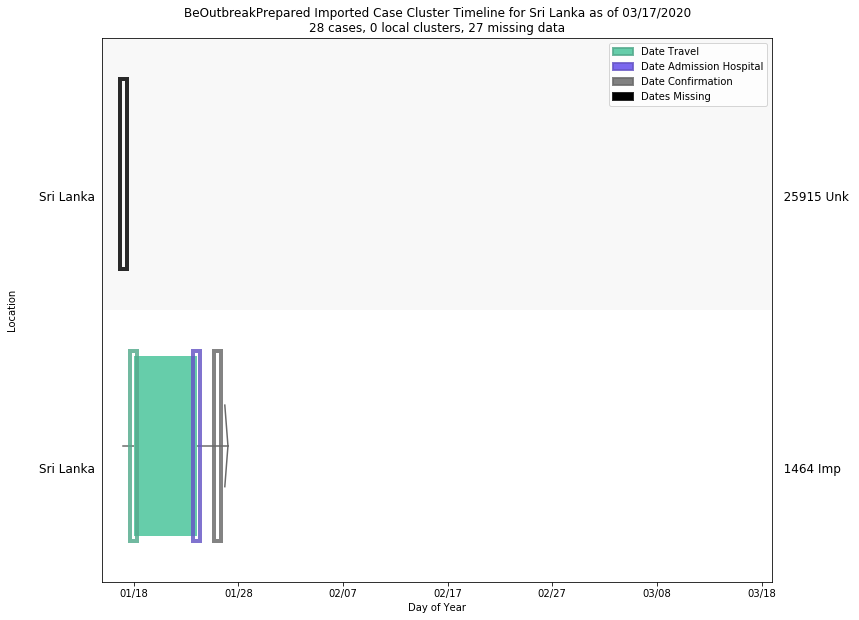 BeOutbreakPrepared Imported Case Cluster Timeline for Sri Lanka as of 03/17/2020
28 cases, 0 local clusters, 27 missing data
Date Travel
Date Admission Hospital
Date Confirmation
Dates Missing
Sri Lanka
25915 Unk
Location
Sri Lanka
1464 Imp
01/18
01/28
02/07
02/17
02/27
03/08
03/18
Day of Year